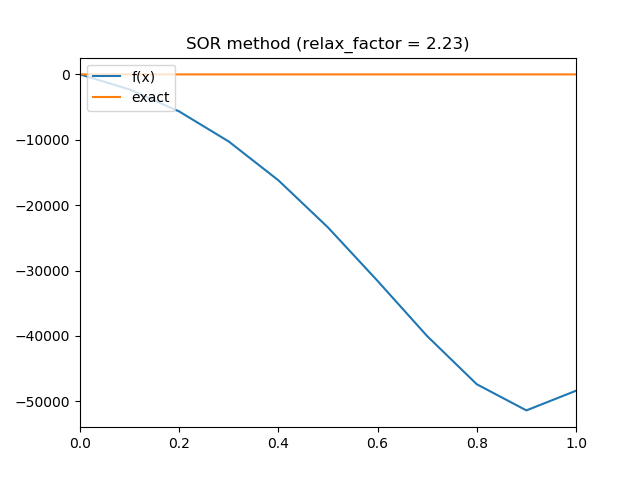 SOR method (relax_factor = 2.23)
f(x)
exact
0
−10000
−20000
−30000
−40000
−50000
0.0 0.2 0.4 0.6 0.8 1.0